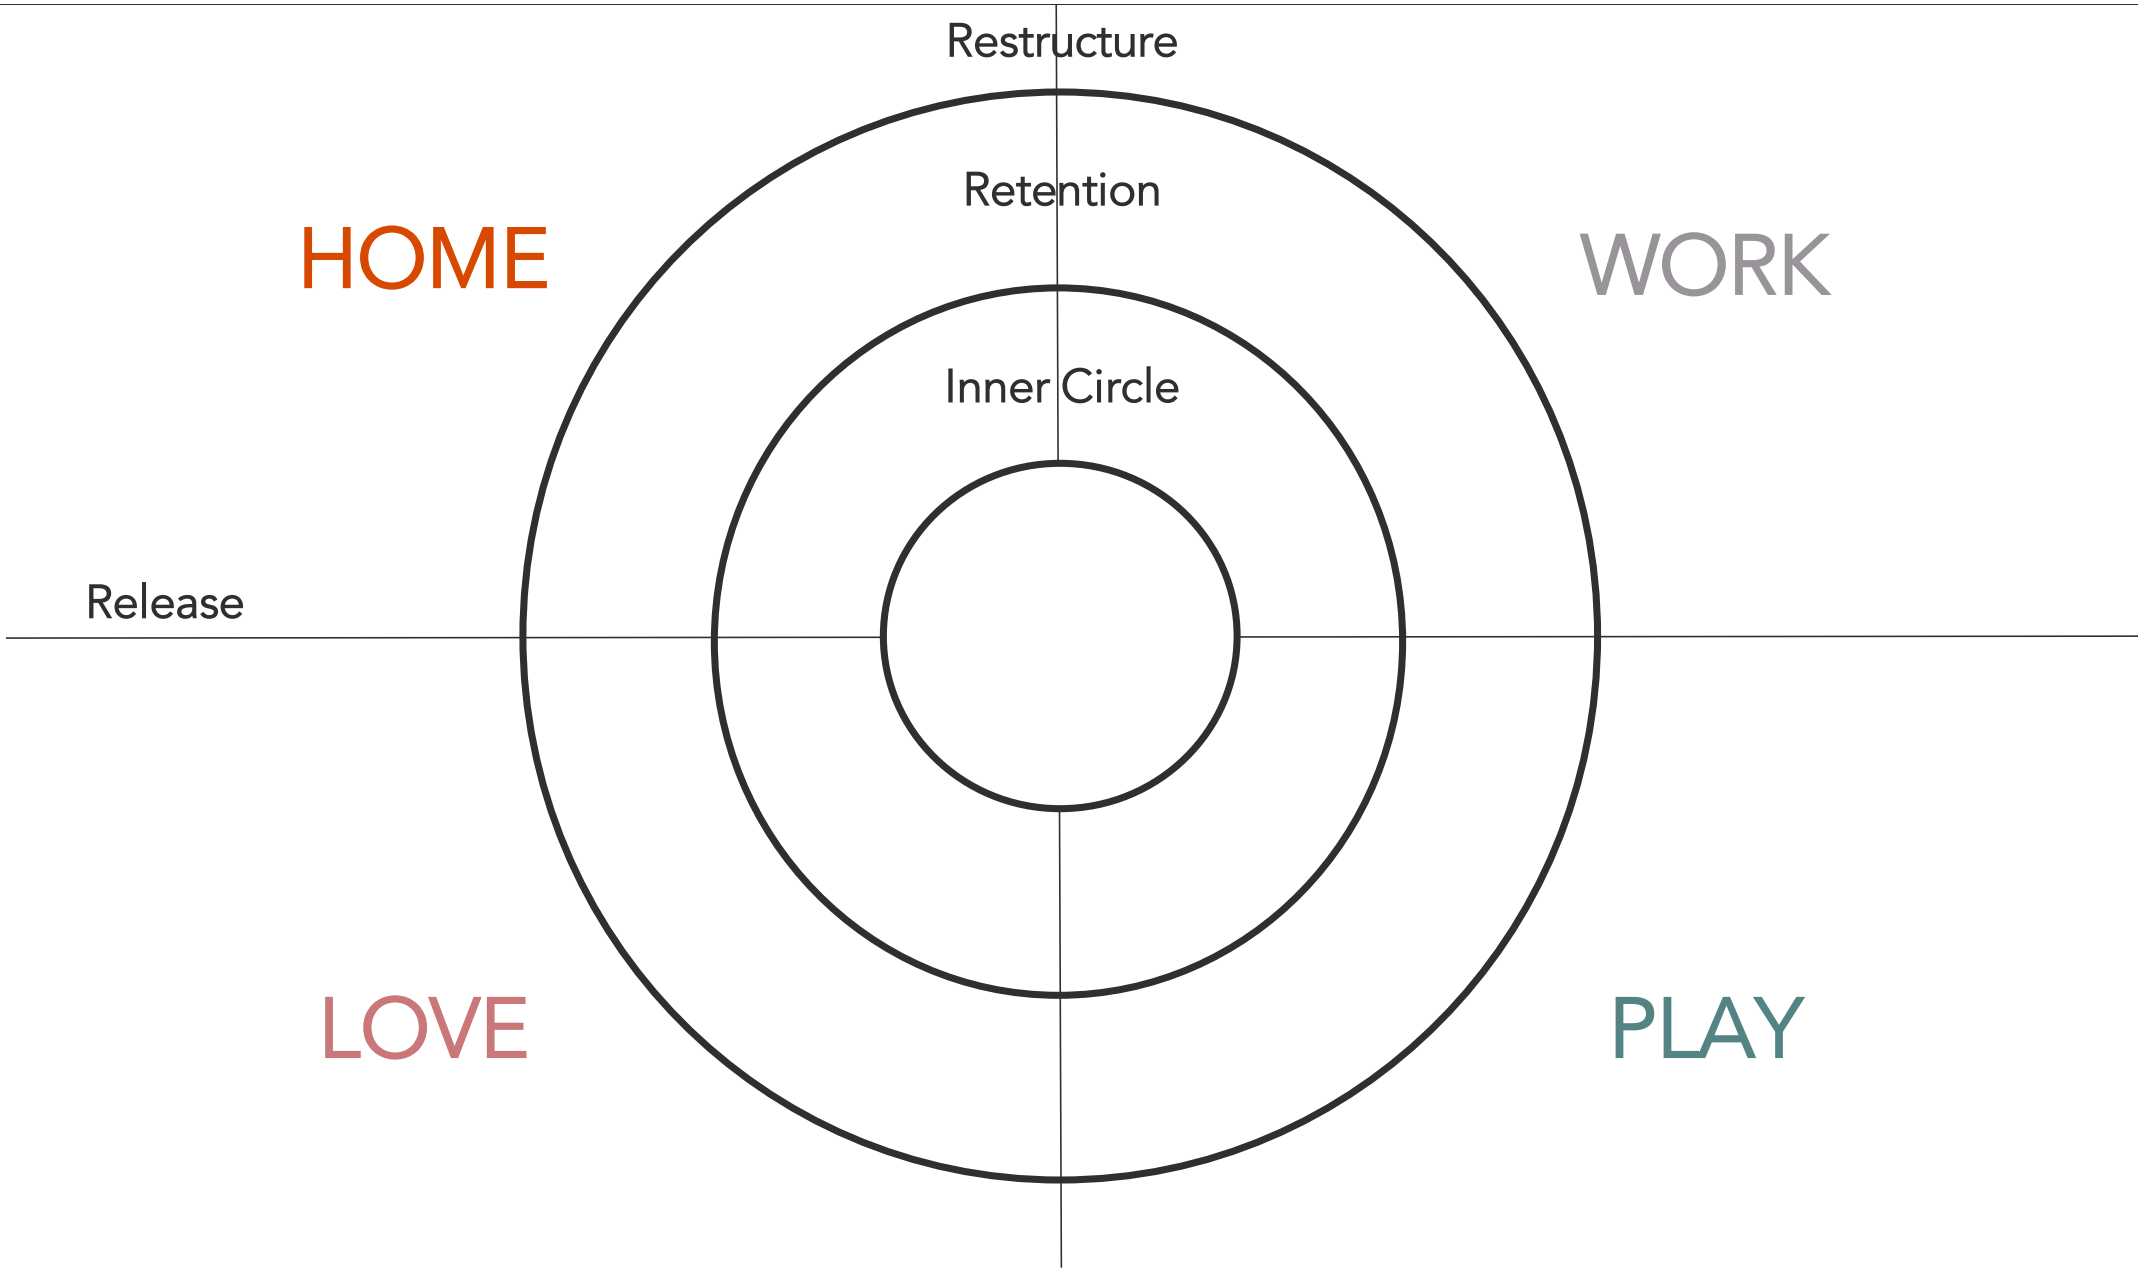 Restructure
Retention
HOME
WORK
Inner Circle
Release
LOVE
PLAY